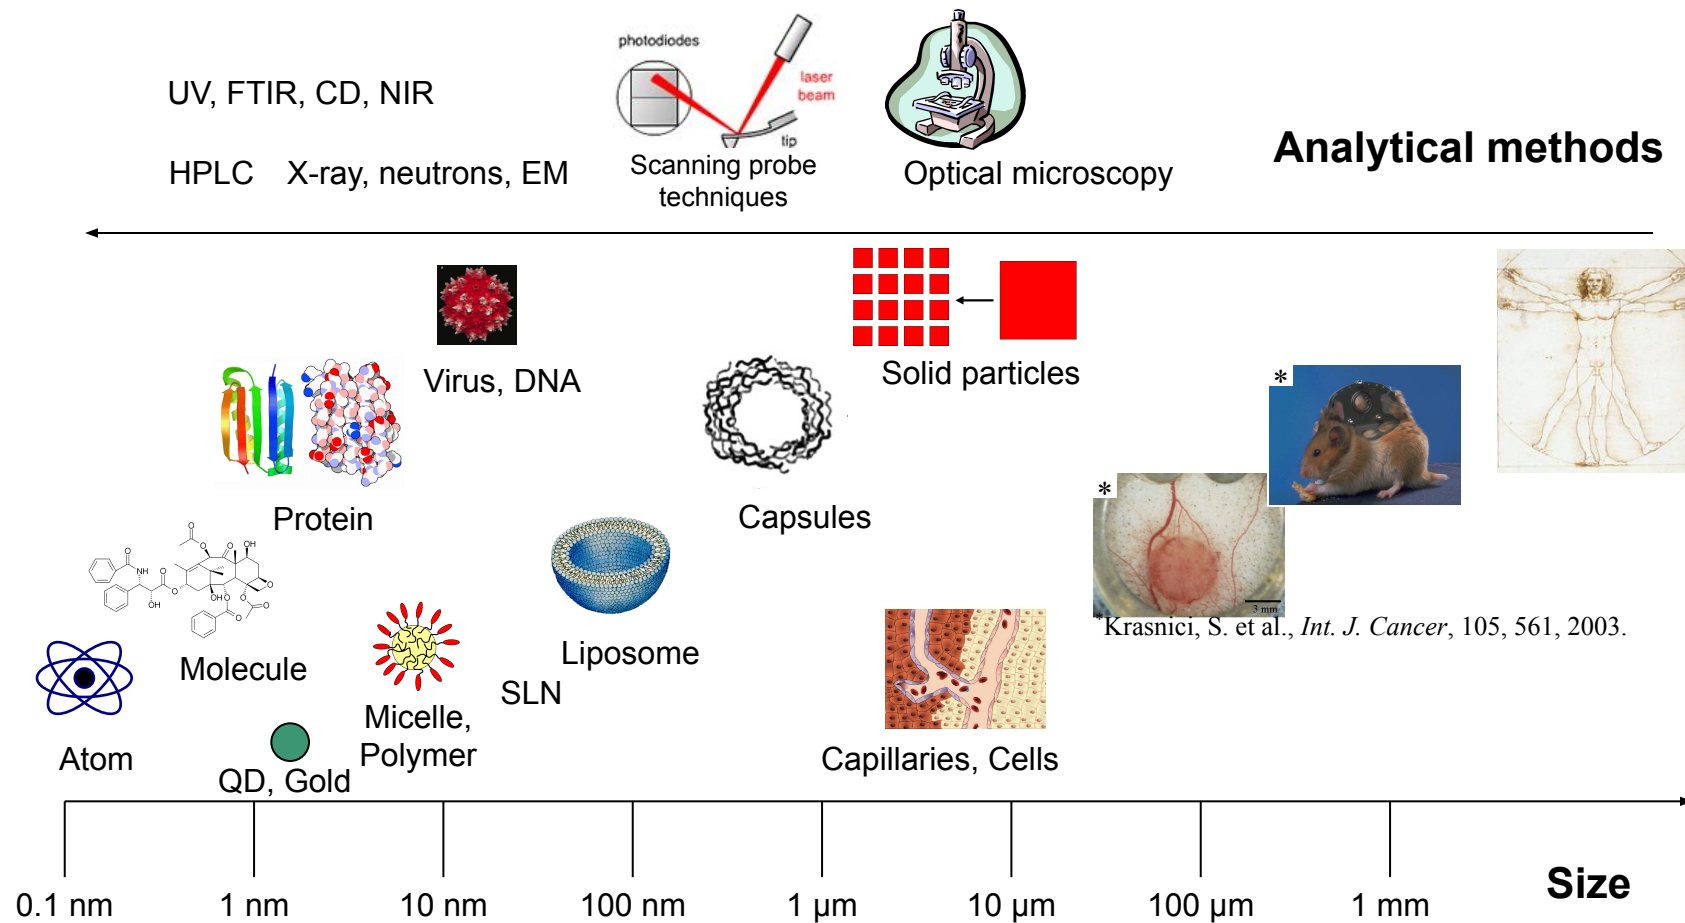 photodiodes
laser
beam
tip
UV, FTIR, CD, NIR
HPLC X-ray, neutrons, EM
Scanning probe
techniques
Optical microscopy
Analytical methods
Virus, DNA
Solid particles
*
Protein
Capsules
*
3 mm
*Krasnici, S. et al., Int. J. Cancer, 105, 561, 2003.
O
O
O
OH
O
NH
O
O
OH
O
HO
H
O
O
O
O
O
Molecule
Liposome
SLN
Micelle,
Polymer
Atom
QD, Gold
Capillaries, Cells
Size
0.1 nm 1 nm 10 nm 100 nm 1 µm 10 µm 100 µm 1 mm